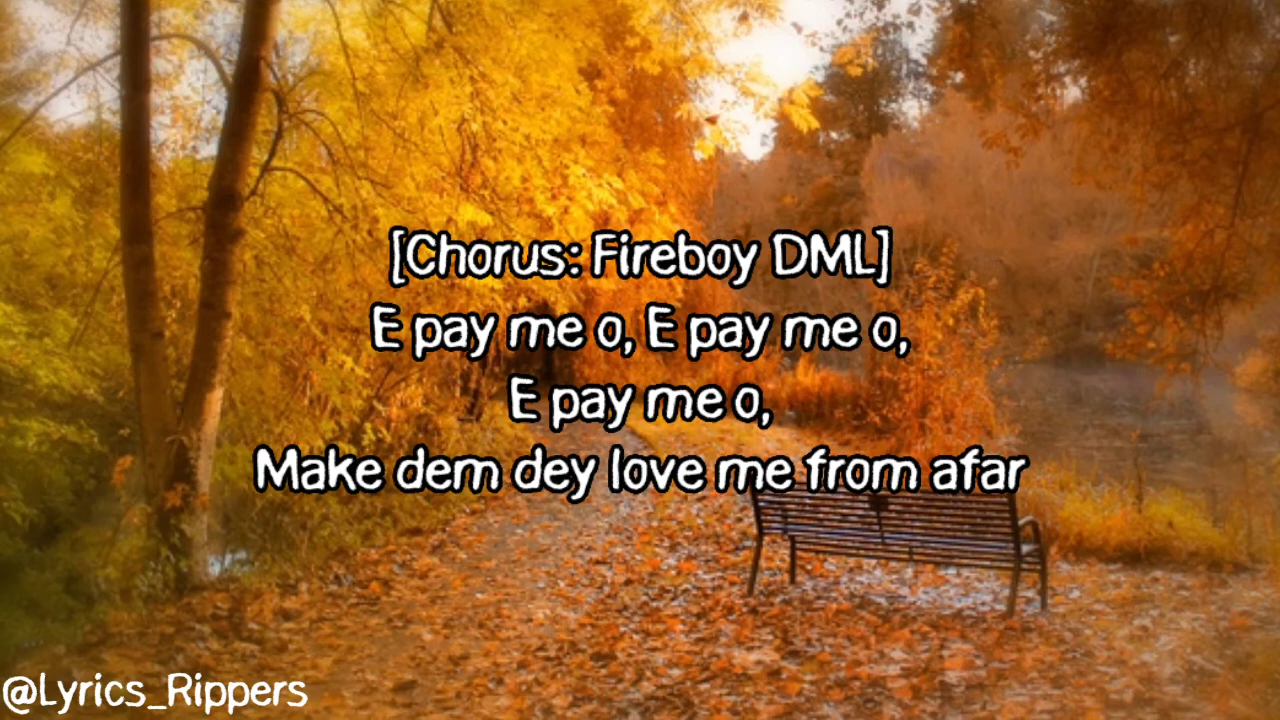 [Chorus: Fireboy DML]
E pay me o, E pay me o,
E pay me o,
Make dem dey love me from afar
@Lyrics_Rippers